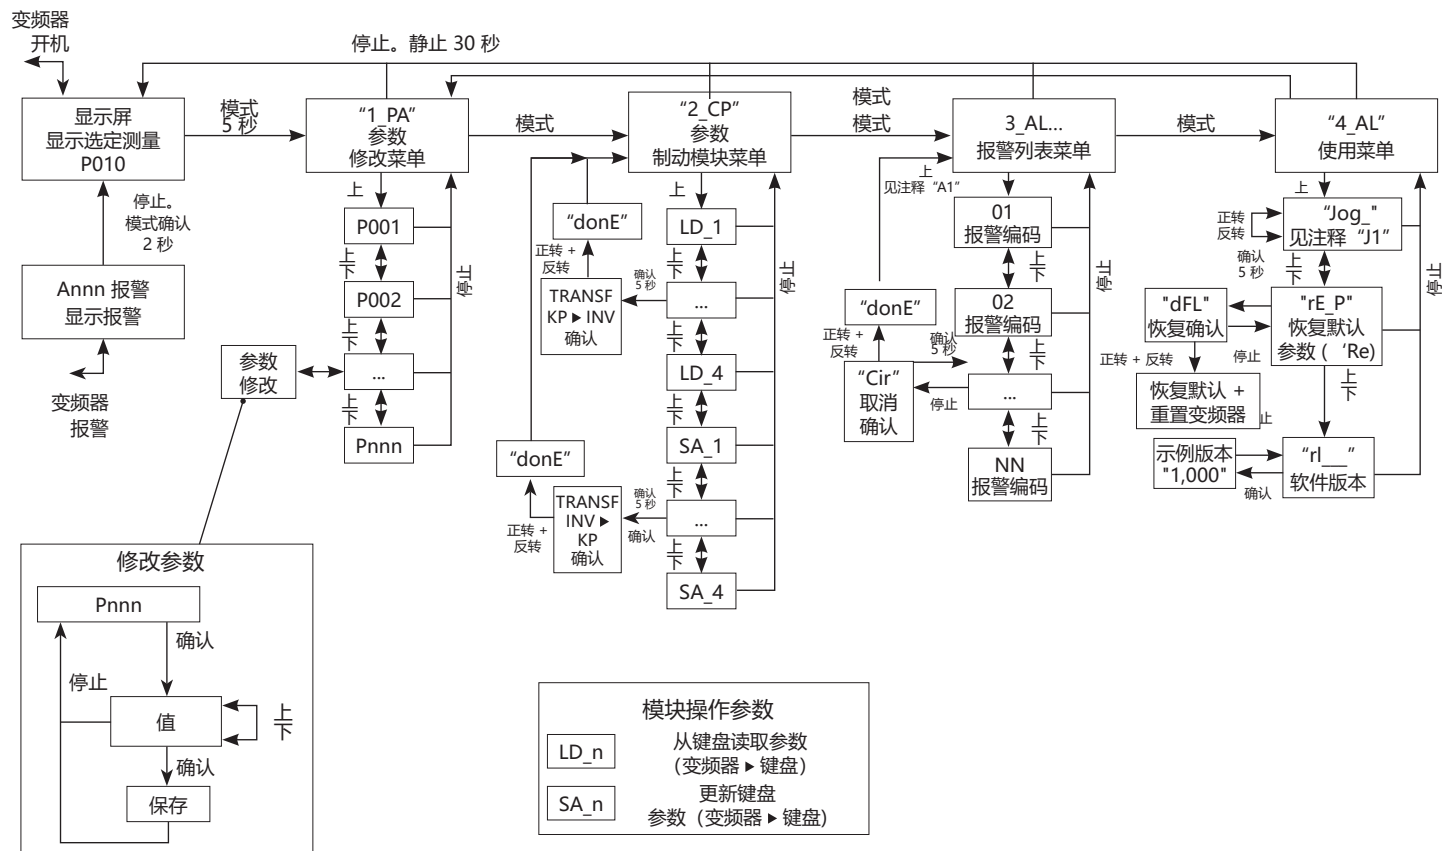 变频器
开机
停止。静止 30 秒
显示屏
显示选定测量
P010
模式
5 秒
“1_PA”
参数
修改菜单
模式
“2_CP”
参数
制动模块菜单
模式
模式
3_AL...
报警列表菜单
模式
“4_AL”
使用菜单
停止。
模式确认
2 秒
Annn 报警
显示报警
变频器
报警
上
P001
上
下
P002
上
下
...
上
下
Pnnn
停止
参数
修改
“donE”
正转 +
反转
TRANSF
KP ▶ INV
确认
确认
5 秒
上
LD_1
上
下
...
上
下
LD_4
上
下
SA_1
上
下
...
上
下
SA_4
停止
“donE”
正转 +
反转
TRANSF
INV ▶
KP
确认
确认
5 秒
确认
上
见注释“A1”
01
报警编码
上
下
02
报警编码
上
下
...
上
下
NN
报警编码
停止
“donE”
正转 +
反转
确认
5 秒
“Cir”
取消
确认
停止
上
正转
反转
“Jog_"
见注释“J1”
确认
5 秒
上
下
"dFL"
恢复确认
"rE_P"
恢复默认
参数 (‘Re)
停止
正转 + 反转
停止
恢复默认 +
重置变频器
止
上
下
示例版本
"1,000"
“rl___”
软件版本
确认
修改参数
Pnnn
确认
停止
值
上
下
确认
保存
模块操作参数
LD_n
从键盘读取参数
(变频器 ▶ 键盘)
SA_n
更新键盘
参数（变频器 ▶ 键盘)